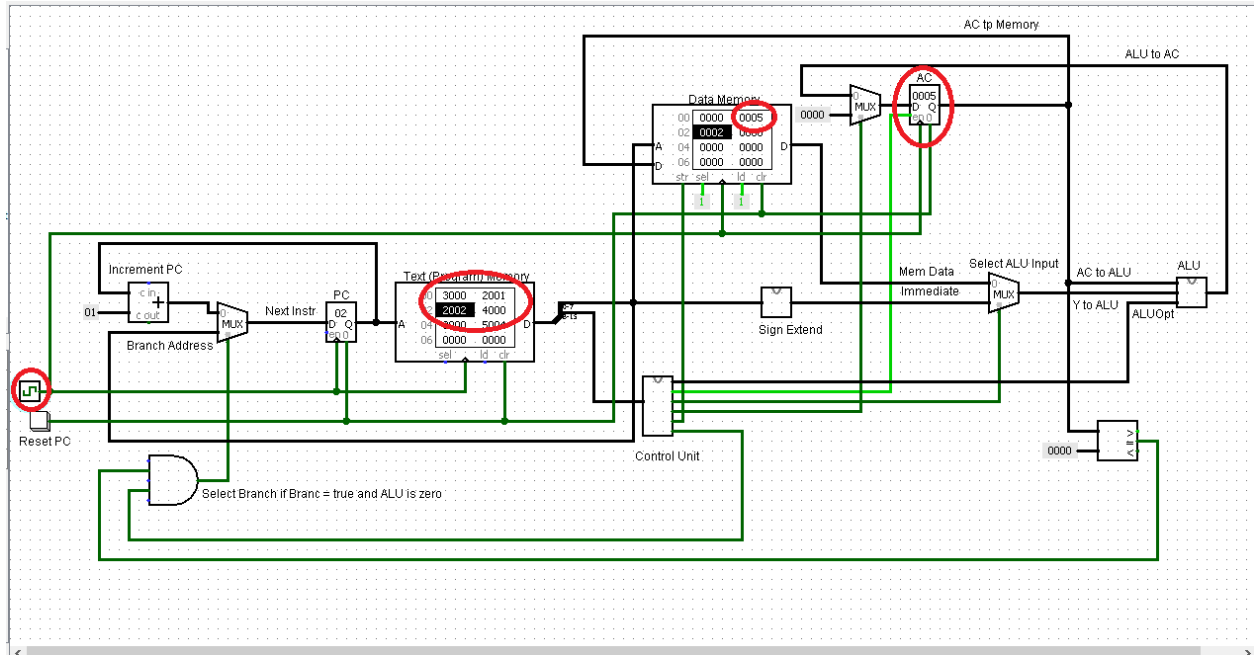 AC tp Memory
ALU to AC
AC
0005
D Q
en 0
0
MUX
0000
Data Memory
00 0000 0005
02 0002 0000
04 0000 0000
06 0000 0000
A
D
D
str sel ld clr
1 1
Increment PC
c in
+
c out
01
0
MUX
Next Instr
Branch Address
PC
02
D Q
en 0
Text (Program) Memory
3000 2001
2002 4000
04
06 0000 0000
A
D
sel ld clr
Sign Extend
Mem Data
Immediate
Select ALU Input
0
MUX
AC to ALU
Y to ALU
ALU
ALUOpt
Reset PC
Control Unit
0000
>
=
<
Select Branch if Branc = true and ALU is zero